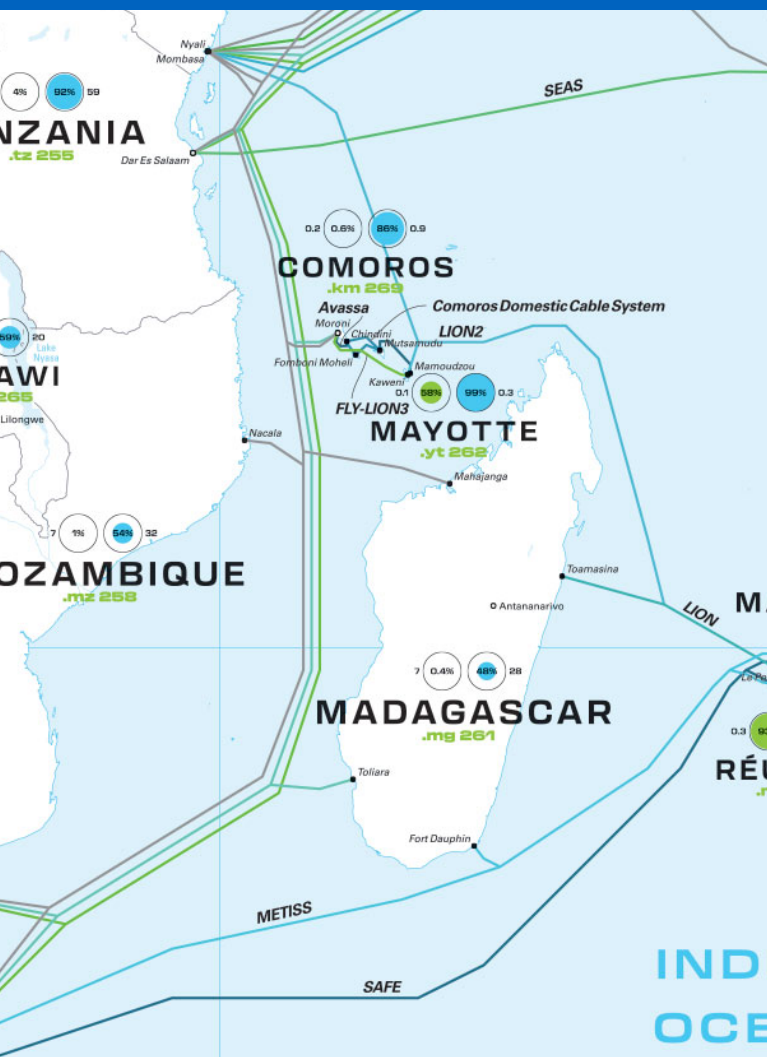 Nyali
Mombasa
4% 92% 59
NZANIA
.tz 255
Dar Es Salaam
SEAS
0.2 0.6% 86% 0.9
COMOROS
.km 269
Avassa
Comoros Domestic Cable System
Moroni
Chindini
Mutsamudu
LION2
59% 20
Lake
Nyasa
Fomboni Moheli
Mamoudzou
Kaweni
AWI
265
0.1 58% 99% 0.3
FLY-LION3
MAYOTTE
.yt 262
Lilongwe
Nacala
Mahajanga
7 1% 54% 32
OZAMBIQUE
.mz 258
Toamasina
Antananarivo
LION
M
7 0.4% 48% 28
MADAGASCAR
.mg 261
0.3
RÉ
Toliara
Fort Dauphin
METISS
SAFE
IND
OCE